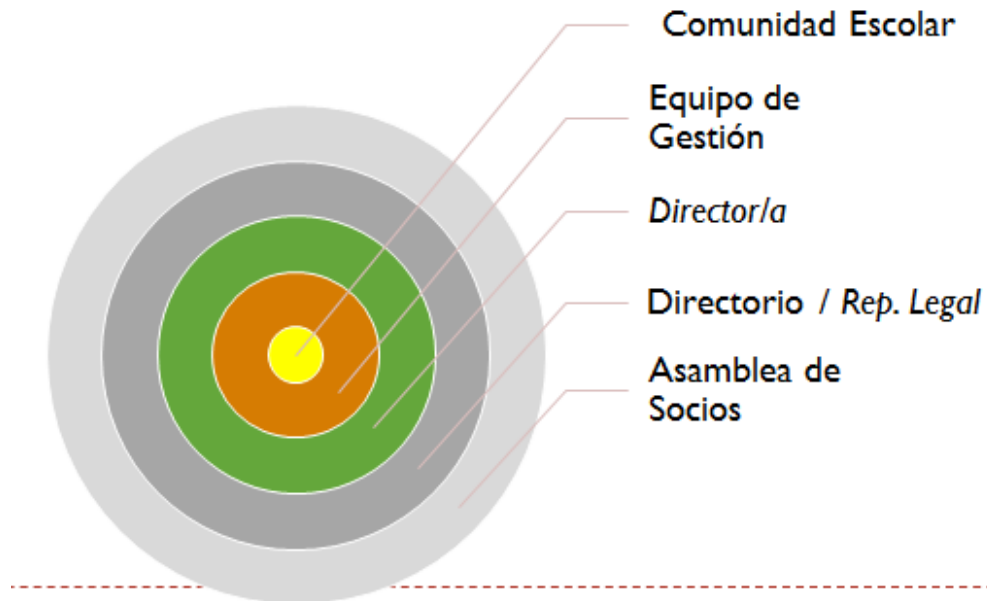 Comunidad Escolar
Equipo de
Gestión
Director/a
Directorio / Rep. Legal
Asamblea de
Socios